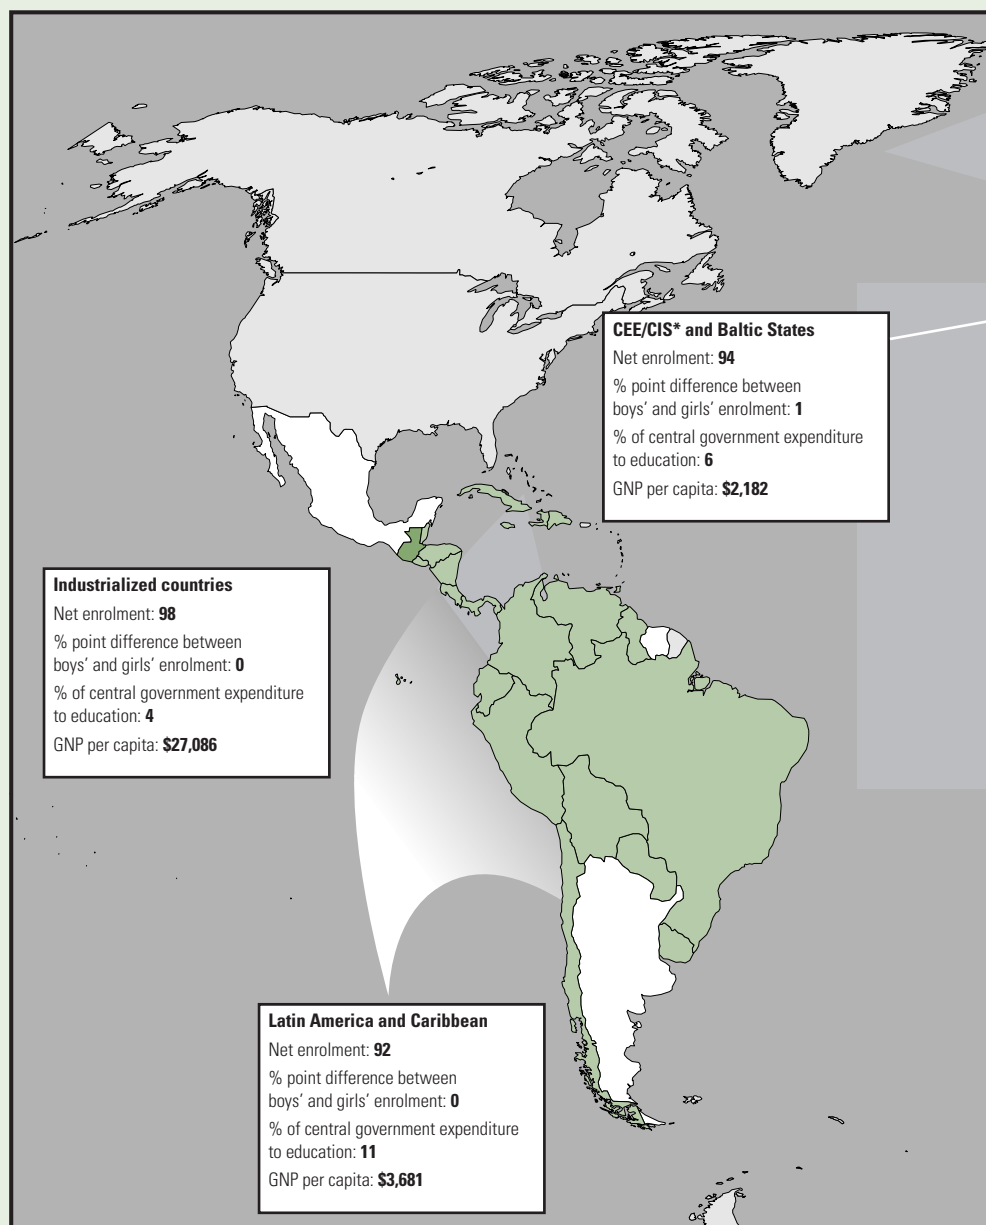 CEE/CIS* and Baltic States
Net enrolment: 94
% point difference between
boys’ and girls’ enrolment: 1
% of central government expenditure
to education: 6
GNP per capita: $2,182
Industrialized countries
Net enrolment: 98
% point difference between
boys’ and girls’ enrolment: 0
% of central government expenditure
to education: 4
GNP per capita: $27,086
Latin America and Caribbean
Net enrolment: 92
% point difference between
boys’ and girls’ enrolment: 0
% of central government expenditure
to education: 11
GNP per capita: $3,681